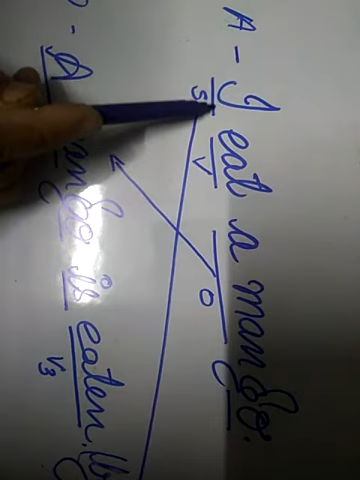 A - I eat a mango.
S V O
A mango is eaten. b
V3